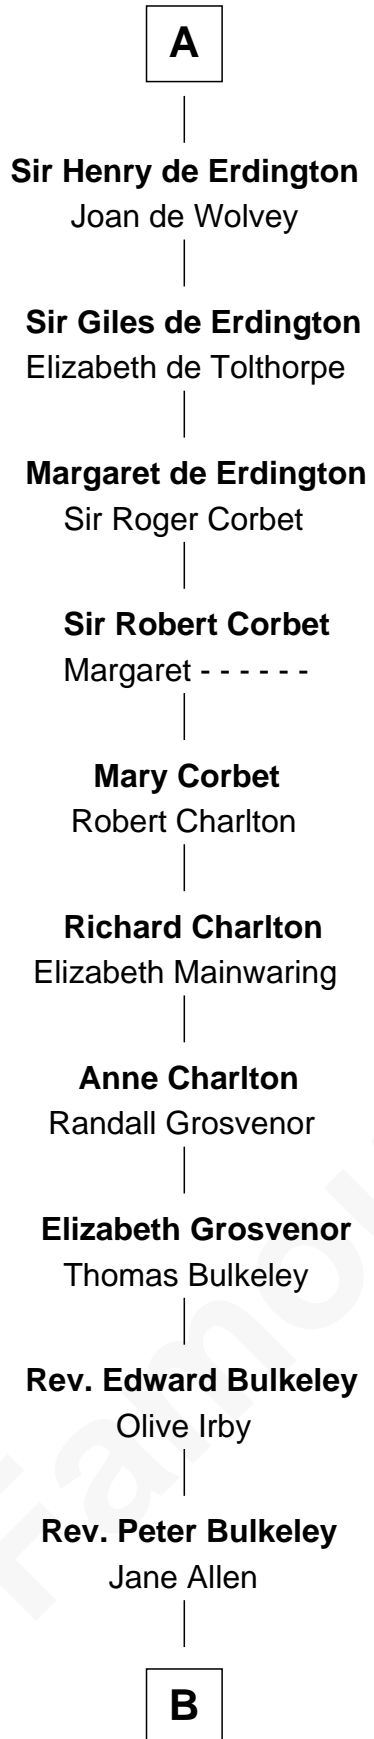 A
Sir Henry de Erdington
Joan de Wolvey
Sir Giles de Erdington
Elizabeth de Tolthorpe
Margaret de Erdington
Sir Roger Corbet
Sir Robert Corbet
Margaret - - - - - -
Mary Corbet
Robert Charlton
Richard Charlton
Elizabeth Mainwaring
Anne Charlton
Randall Grosvenor
Elizabeth Grosvenor
Thomas Bulkeley
Rev. Edward Bulkeley
Olive Irby
Rev. Peter Bulkeley
Jane Allen
B
Famou